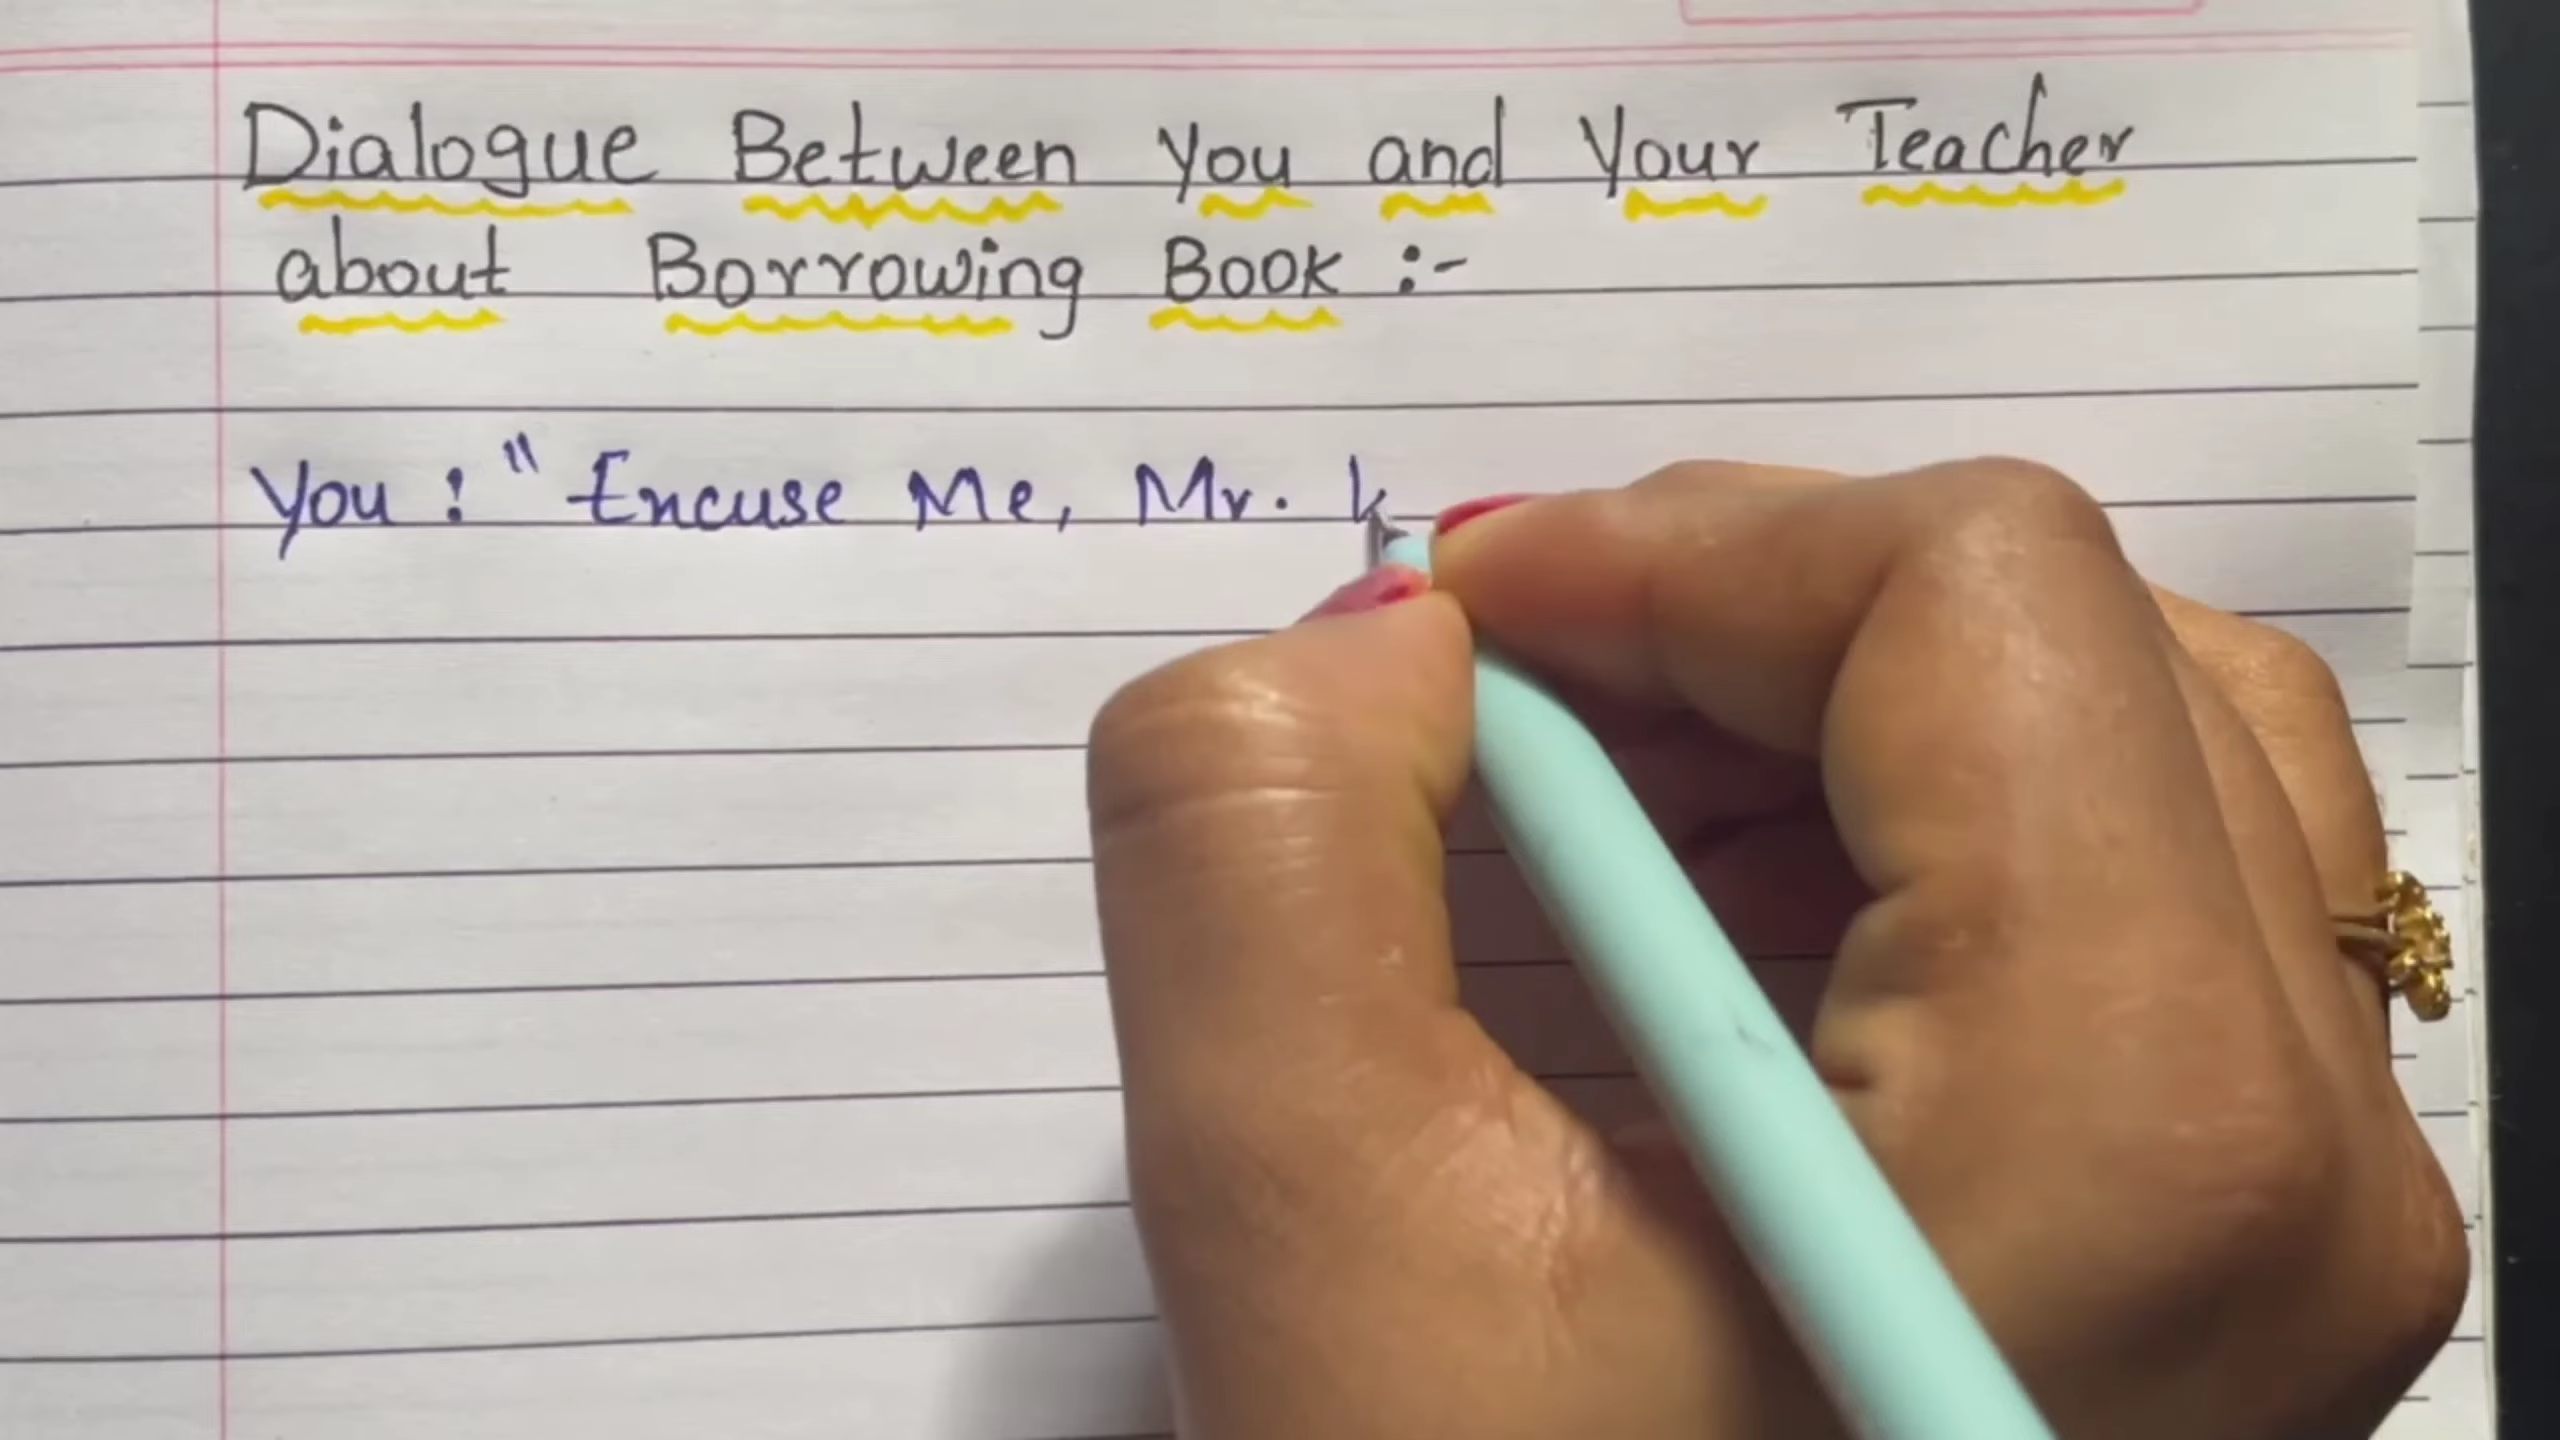 Dialogue Between You and Your Teacher
about Borrowing Book :-
You : " Encuse Me, Mr. K